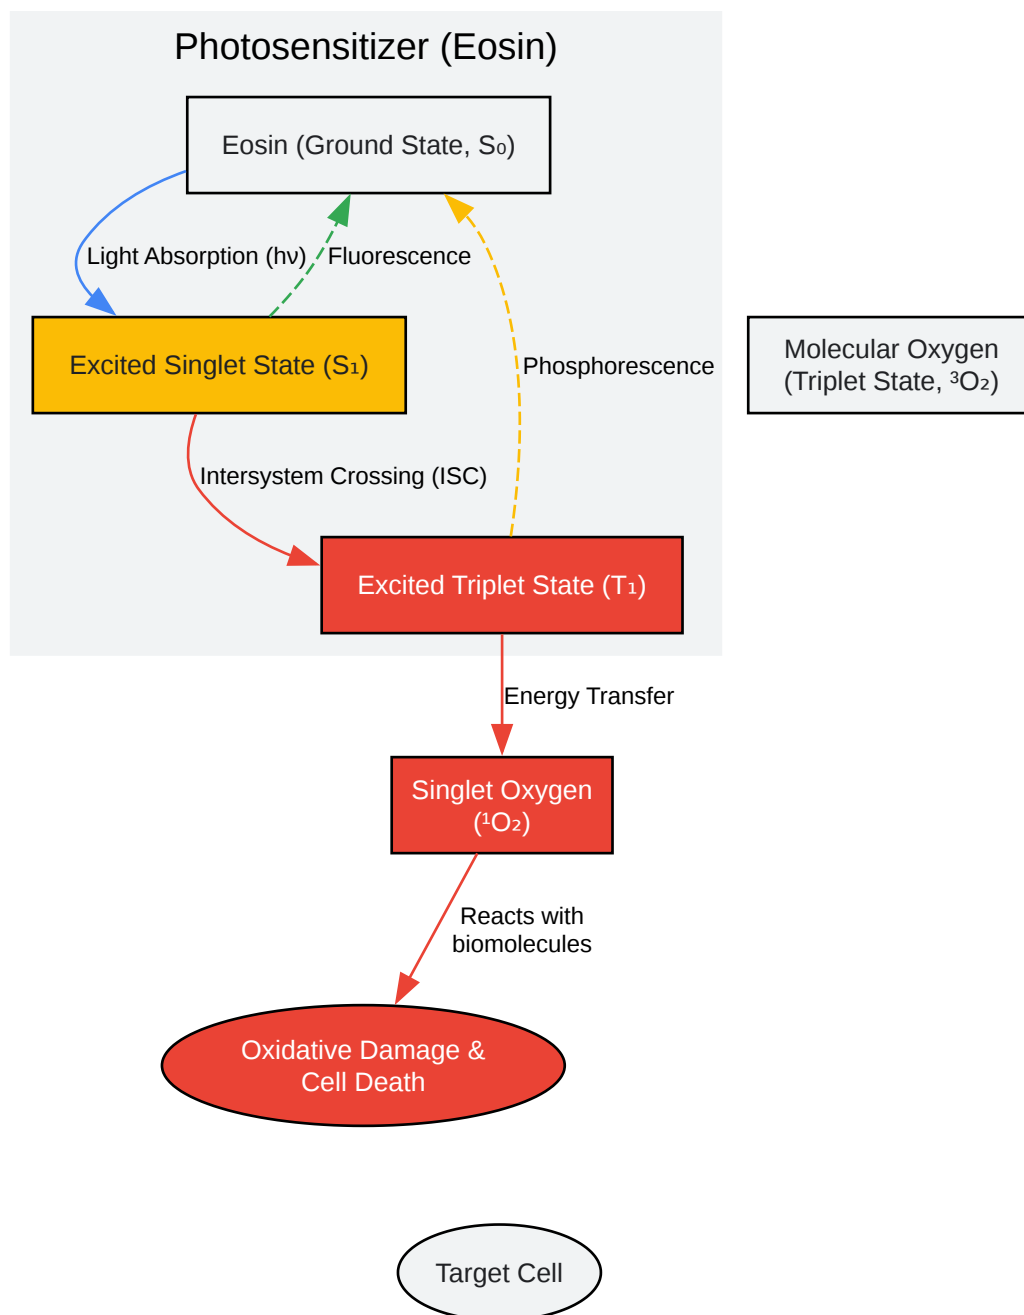 Photosensitizer (Eosin)
Eosin (Ground State, S₀)
Light Absorption (hν)
Fluorescence
Excited Singlet State (S₁)
Phosphorescence
Molecular Oxygen
(Triplet State, ³O₂)
Intersystem Crossing (ISC)
Excited Triplet State (T₁)
Energy Transfer
Singlet Oxygen
(¹O₂)
Reacts with
biomolecules
Oxidative Damage &
Cell Death
Target Cell